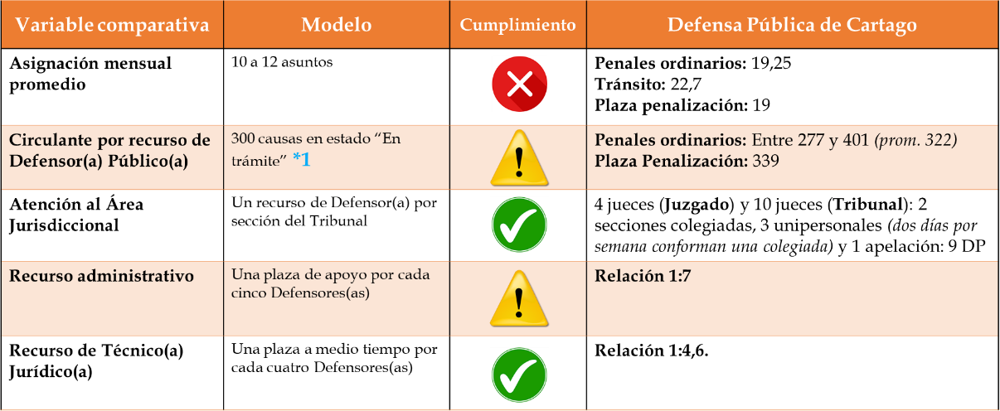 Variable comparativa
Modelo
Cumplimiento
Defensa Pública de Cartago
Asignación mensual
promedio
10 a 12 asuntos
Penales ordinarios: 19,25
Tránsito: 22,7
Plaza penalización: 19
Circulante por recurso de
Defensor(a) Público(a)
300 causas en estado “En
trámite” *1
Penales ordinarios: Entre 277 y 401 (prom. 322)
Plaza Penalización: 339
Atención al Área
Jurisdiccional
Un recurso de Defensor(a) por
sección del Tribunal
4 jueces (Juzgado) y 10 jueces (Tribunal): 2
secciones colegiadas, 3 unipersonales (dos días por
semana conforman una colegiada) y 1 apelación: 9 DP
Recurso administrativo
Una plaza de apoyo por cada
cinco Defensores(as)
Relación 1:7
Recurso de Técnico(a)
Jurídico(a)
Una plaza a medio tiempo por
cada cuatro Defensores(as)
Relación 1:4,6.